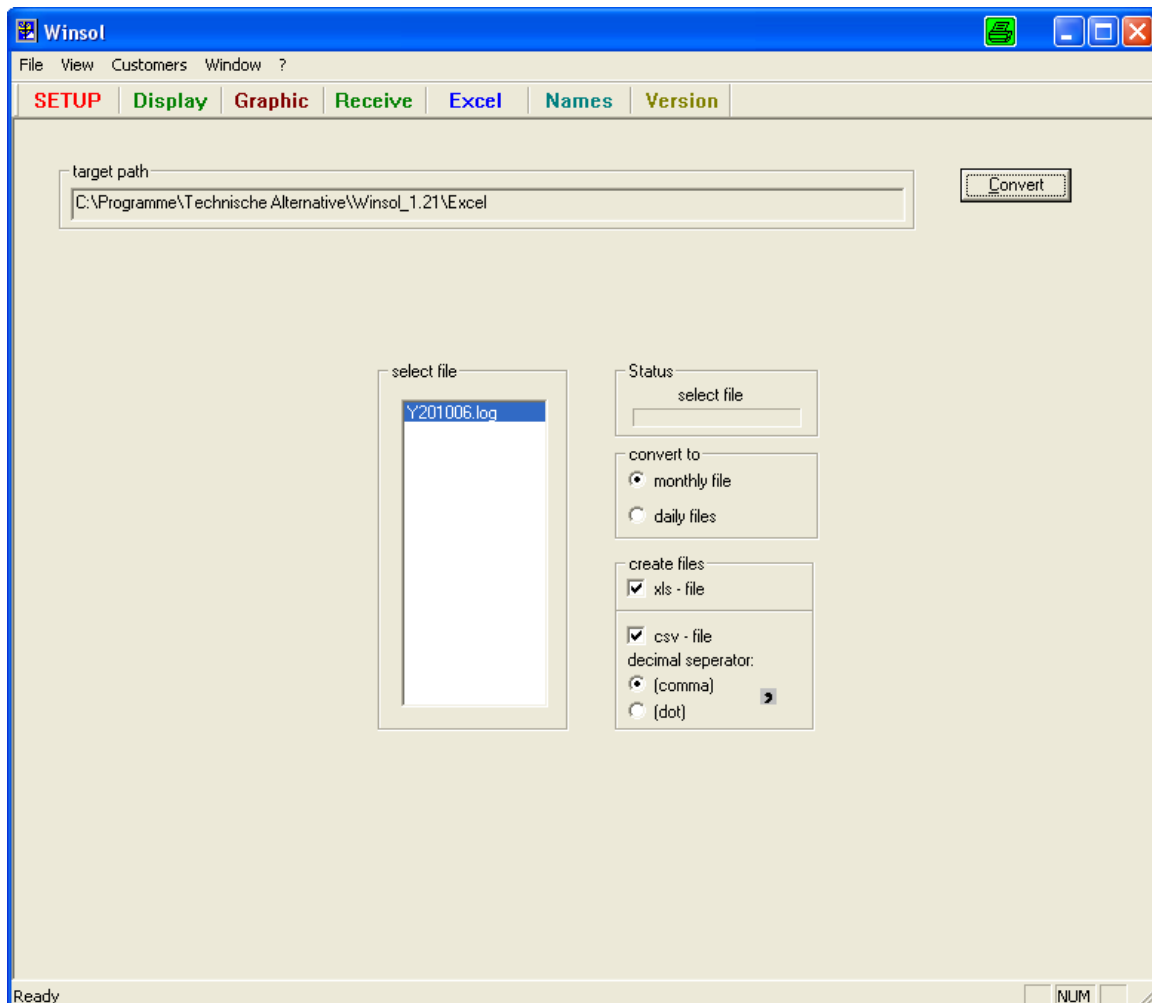 Winsol
File View Customers Window ?
SETUP Display Graphic Receive Excel Names Version
target path
C:\Programme\Technische Alternative\Winsol_1.21\Excel
Convert
select file
Y201006.log
Status
select file
convert to
monthly file
daily files
create files
xls - file
csv - file
decimal seperator:
(comma)
,
(dot)
Ready
NUM